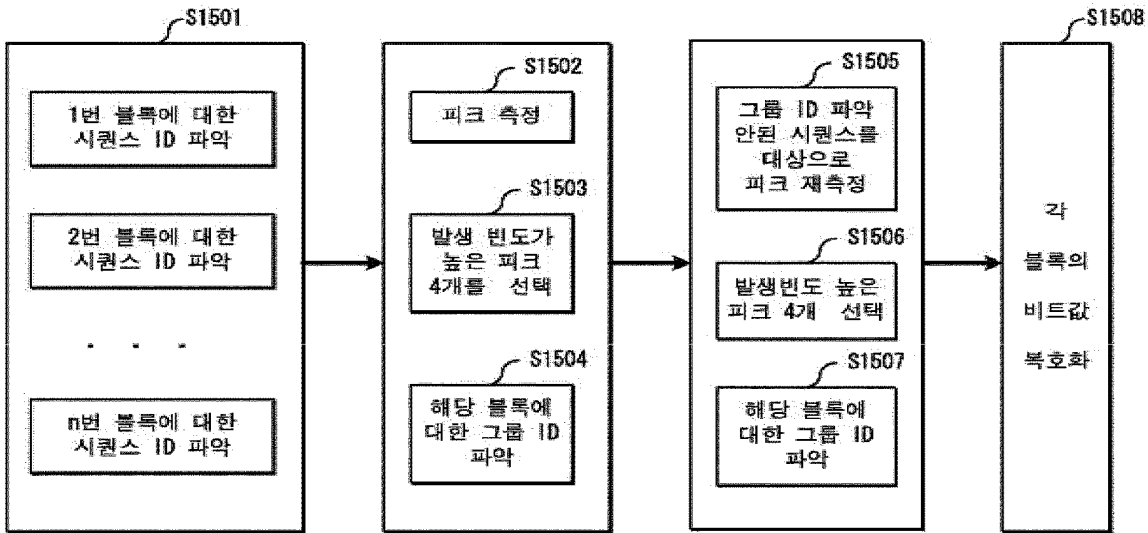 S1501
1번 블록에 대한
시퀀스 ID 파악
2번 블록에 대한
시퀀스 ID 파악
. . .
n번 블록에 대한
시퀀스 ID 파악
S1502
피크 측정
S1503
발생 빈도가
높은 피크
4개를 선택
S1504
해당 블록에
대한 그룹 ID
파악
S1505
그룹 ID 파악
안된 시퀀스를
대상으로
피크 재측정
S1506
발생빈도 높은
피크 4개 선택
S1507
해당 블록에
대한 그룹 ID
파악
S1508
각
블록의
비트값
복호화